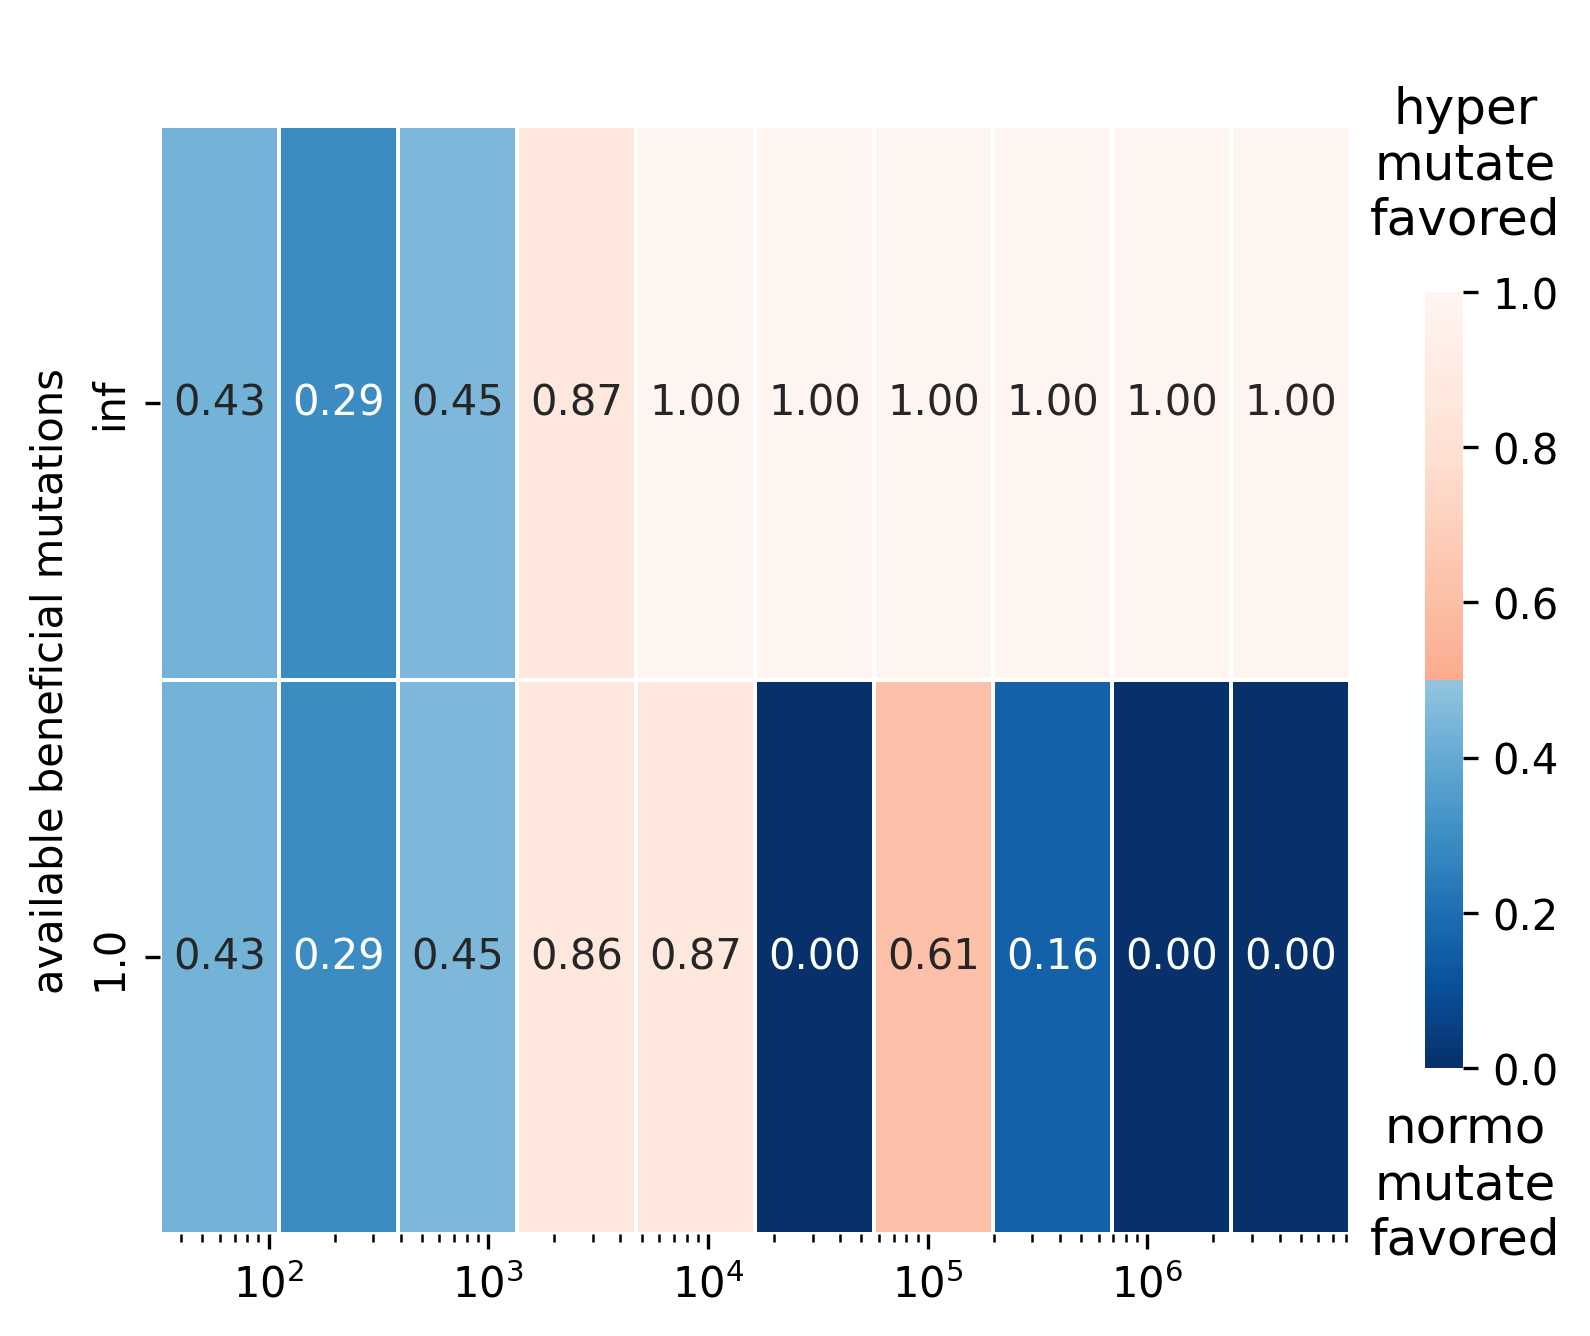 hyper
mutate
favored
available beneficial mutations
inf
0.43 0.29 0.45 0.87 1.00 1.00 1.00 1.00 1.00 1.00
1.0
0.43 0.29 0.45 0.86 0.87 0.00 0.61 0.16 0.00 0.00
1.0
0.8
0.6
0.4
0.2
0.0
normo
mutate
favored
10² 10³ 10⁴ 10⁵ 10⁶